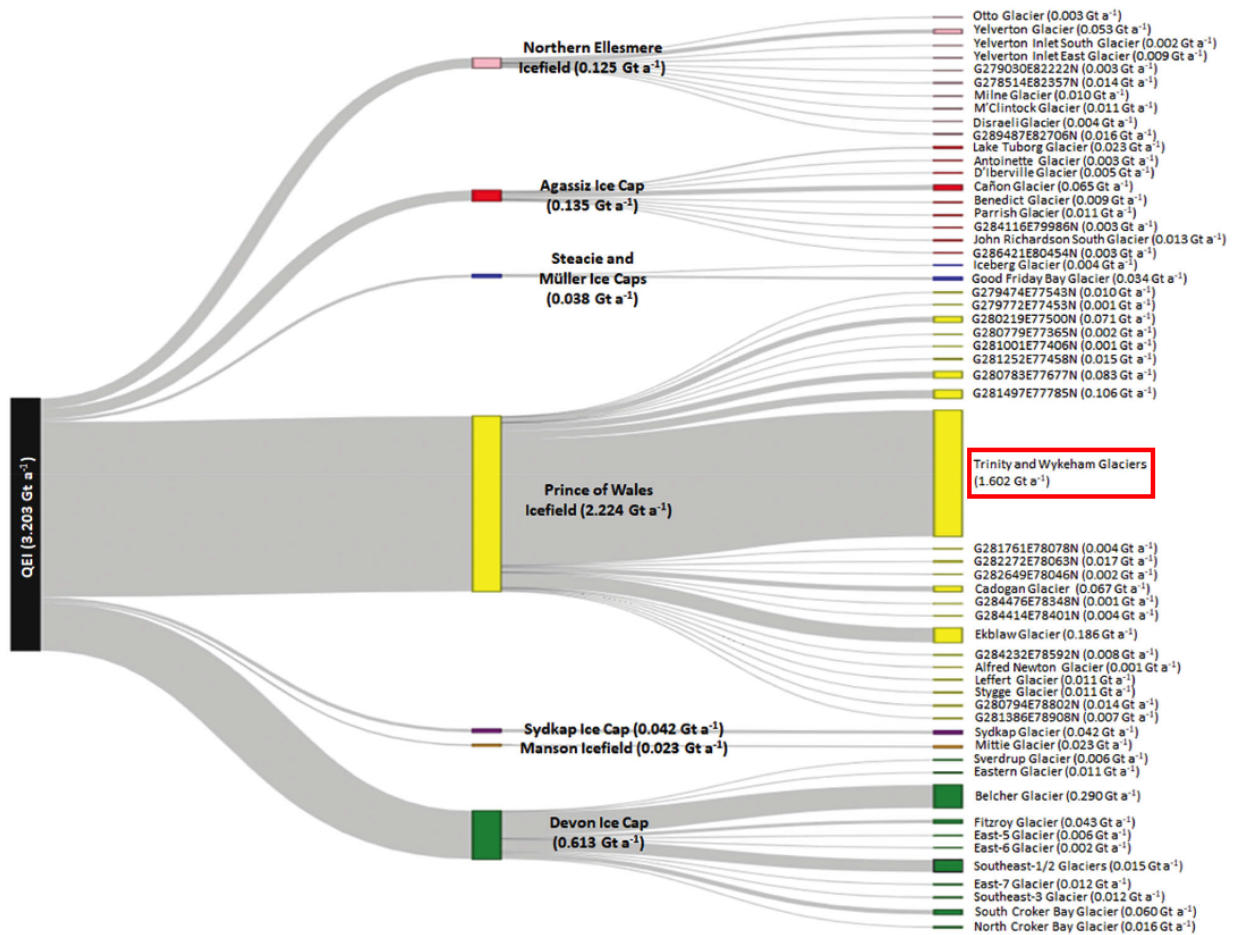 QEI (3.203 Gt a-1)
Northern Ellesmere
Icefield (0.125 Gt a-1)
Agassiz Ice Cap
(0.135 Gt a-1)
Steacie and
Müller Ice Caps
(0.038 Gt a-1)
Prince of Wales
Icefield (2.224 Gt a-1)
Sydkap Ice Cap (0.042 Gt a-1)
Manson Icefield (0.023 Gt a-1)
Devon Ice Cap
(0.613 Gt a-1)
Otto Glacier (0.003 Gt a-1)
Yelverton Glacier (0.053 Gt a-1)
Yelverton Inlet South Glacier (0.002 Gt a-1)
Yelverton Inlet East Glacier (0.009 Gt a-1)
G279030E82222N (0.003 Gt a-1)
G278514E82357N (0.014 Gt a-1)
Milne Glacier (0.010 Gt a-1)
M'Clintock Glacier (0.011 Gt a-1)
Disraeli Glacier (0.004 Gt a-1)
G289487E82706N (0.016 Gt a-1)
Lake Tuborg Glacier (0.023 Gt a-1)
Antoinette Glacier (0.003 Gt a-1)
D'Iberville Glacier (0.005 Gt a-1)
Cañon Glacier (0.065 Gt a-1)
Benedict Glacier (0.009 Gt a-1)
Parrish Glacier (0.011 Gt a-1)
G284116E79986N (0.003 Gt a-1)
John Richardson South Glacier (0.013 Gt a-1)
G286421E80454N (0.003 Gt a-1)
Iceberg Glacier (0.004 Gt a-1)
Good Friday Bay Glacier (0.034 Gt a-1)
G279474E77543N (0.010 Gt a-1)
G279772E77453N (0.001 Gt a-1)
G280219E77500N (0.071 Gt a-1)
G280779E77365N (0.002 Gt a-1)
G281001E77406N (0.001 Gt a-1)
G281252E77458N (0.015 Gt a-1)
G280783E77677N (0.083 Gt a-1)
G281497E77785N (0.106 Gt a-1)
Trinity and Wykeham Glaciers
(1.602 Gt a-1)
G281761E78078N (0.004 Gt a-1)
G282272E78063N (0.017 Gt a-1)
G282649E78046N (0.002 Gt a-1)
Cadogan Glacier (0.067 Gt a-1)
G284476E78348N (0.001 Gt a-1)
G284414E78401N (0.004 Gt a-1)
Ekblaw Glacier (0.186 Gt a-1)
G284232E78592N (0.008 Gt a-1)
Alfred Newton Glacier (0.001 Gt a-1)
Leffert Glacier (0.011 Gt a-1)
Stygge Glacier (0.011 Gt a-1)
G280794E78802N (0.014 Gt a-1)
G281386E78908N (0.007 Gt a-1)
Sydkap Glacier (0.042 Gt a-1)
Mittie Glacier (0.023 Gt a-1)
Sverdrup Glacier (0.006 Gt a-1)
Eastern Glacier (0.011 Gt a-1)
Belcher Glacier (0.290 Gt a-1)
Fitzroy Glacier (0.043 Gt a-1)
East-5 Glacier (0.006 Gt a-1)
East-6 Glacier (0.002 Gt a-1)
Southeast-1/2 Glaciers (0.015 Gt a-1)
East-7 Glacier (0.012 Gt a-1)
Southeast-3 Glacier (0.012 Gt a-1)
South Croker Bay Glacier (0.060 Gt a-1)
North Croker Bay Glacier (0.016 Gt a-1)